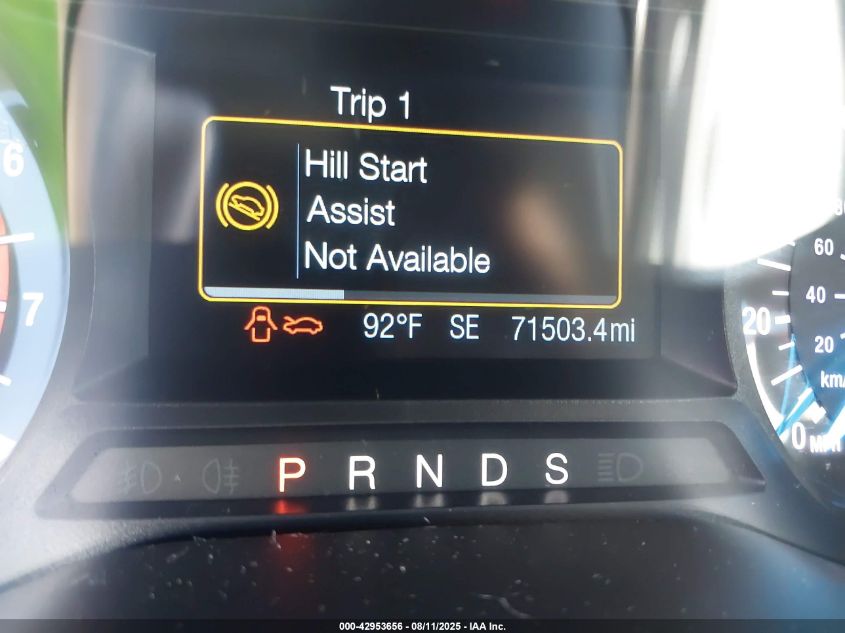 Trip 1
Hill Start
Assist
Not Available
92°F SE 71503.4mi
6
7
60
40
20
20
km/
0 MPH
P R N D S
000-42953656 - 08/11/2025 - IAA Inc.